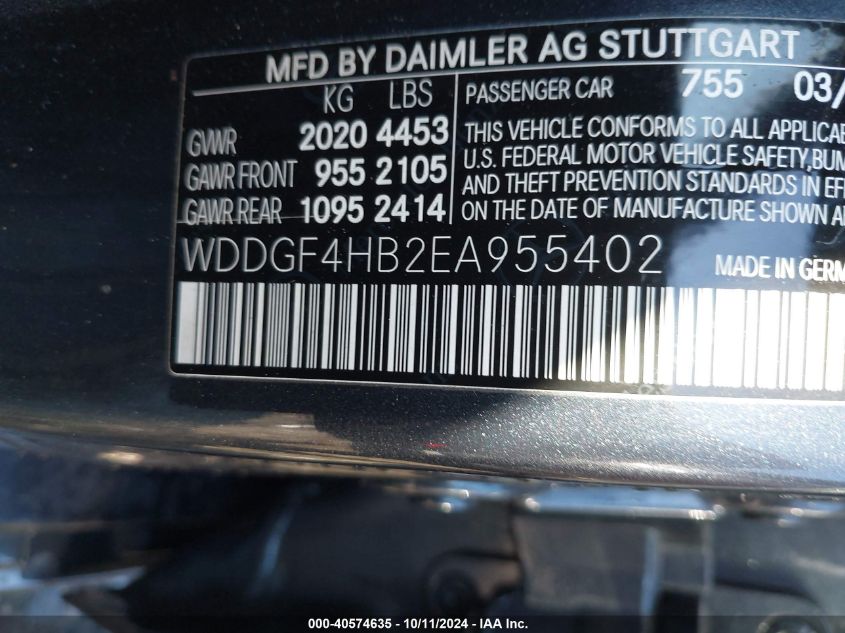 MFD BY DAIMLER AG STUTTGART
KG LBS PASSENGER CAR 755 03/
GVWR 2020 4453 THIS VEHICLE CONFORMS TO ALL APPLICABL
GAWR FRONT 955 2105 U.S. FEDERAL MOTOR VEHICLE SAFETY, BUM
AND THEFT PREVENTION STANDARDS IN EFF
GAWR REAR 1095 2414 ON THE DATE OF MANUFACTURE SHOWN A
WDDGF4HB2EA955402 MADE IN GERM
000-40574635 - 10/11/2024 - IAA Inc.